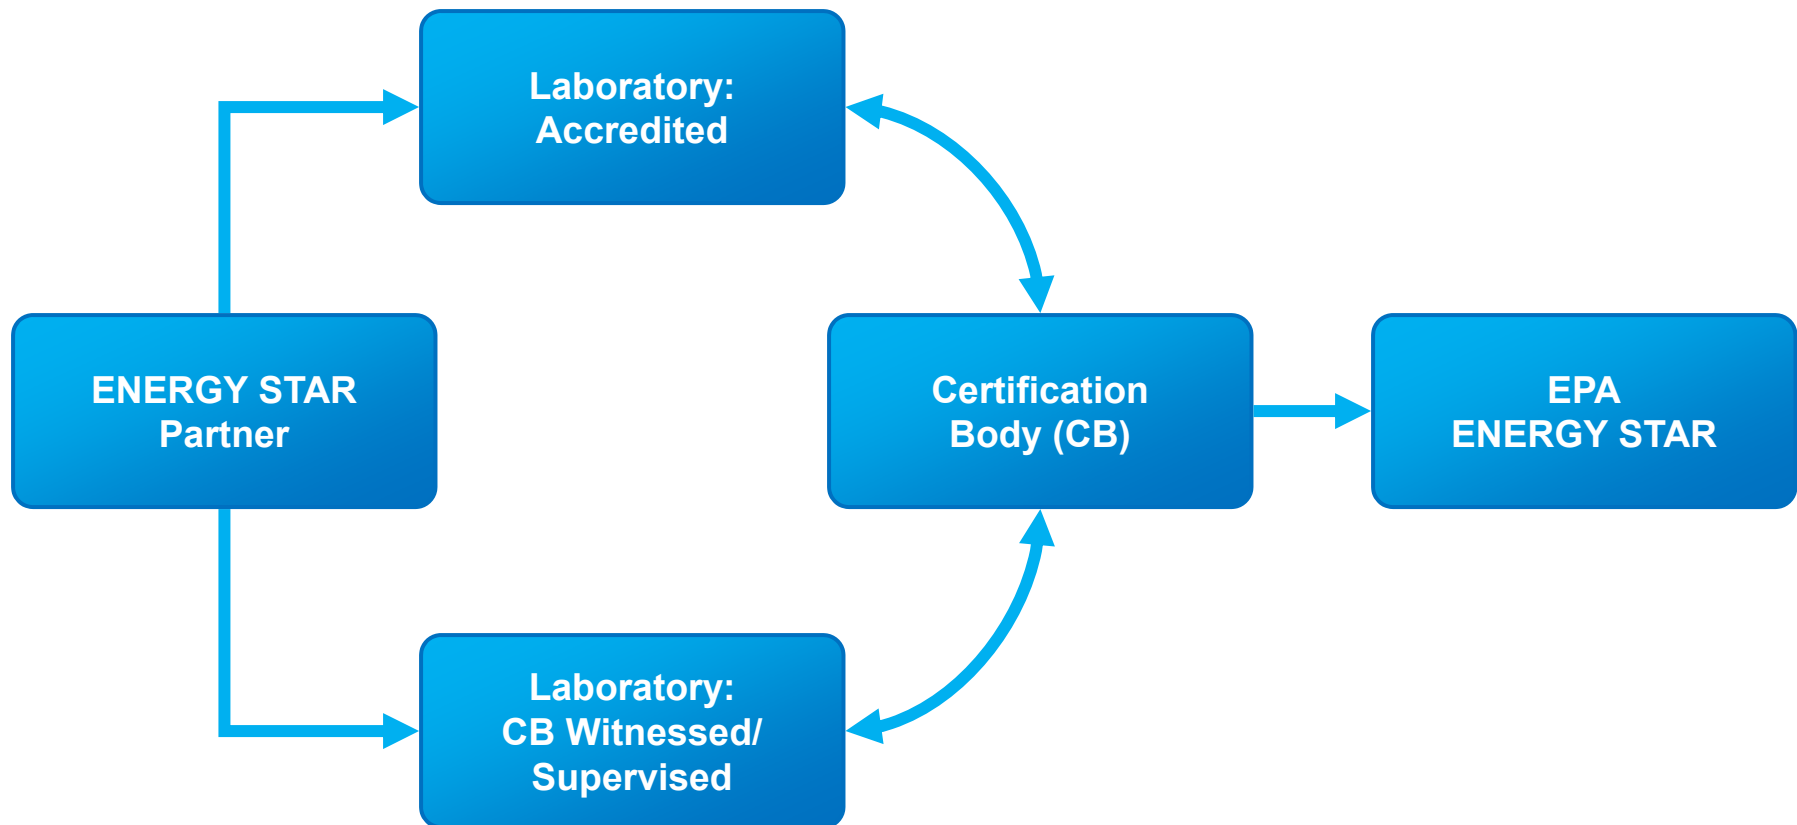 Laboratory:
Accredited
ENERGY STAR
Partner
Certification
Body (CB)
EPA
ENERGY STAR
Laboratory:
CB Witnessed/
Supervised